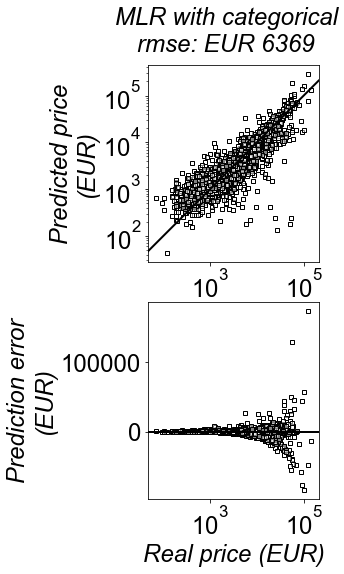 MLR with categorical
rmse: EUR 6369
Predicted price
(EUR)
10^5
10^4
10^3
10^2
10^3
10^5
Prediction error
(EUR)
100000
0
10^3
10^5
Real price (EUR)